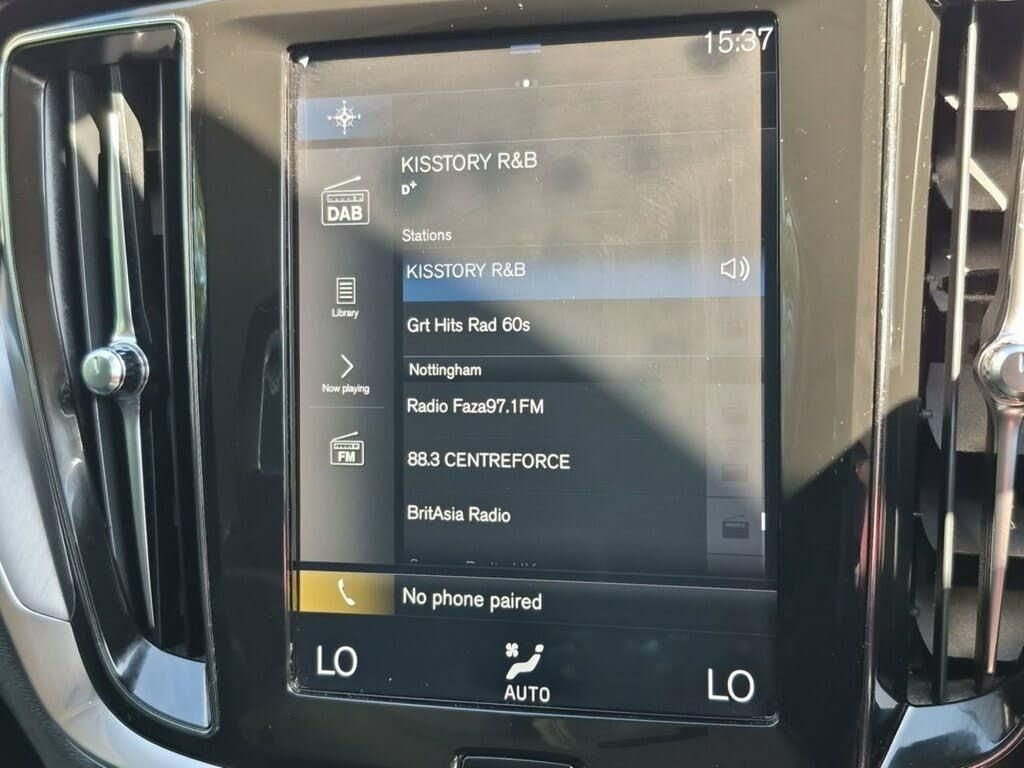 15:37
KISSTORY R&B
D+
DAB
Stations
KISSTORY R&B
Library
Grt Hits Rad 60s
Now playing
Nottingham
Radio Faza97.1FM
FM
88.3 CENTREFORCE
BritAsia Radio
No phone paired
LO
AUTO
LO